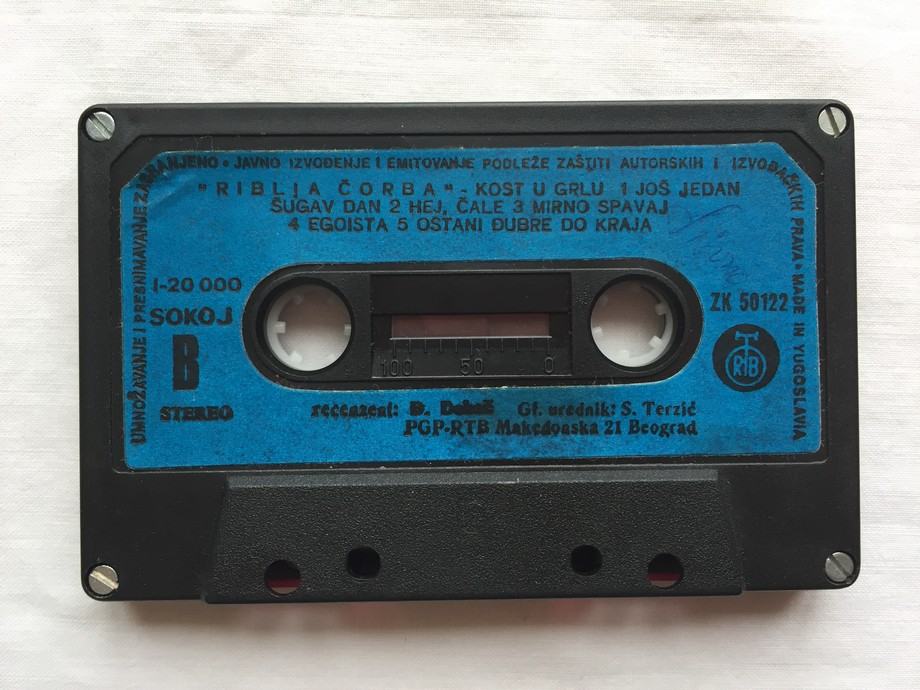 UMNOŽAVANJE I PRESNIMAVANJE ZABRANJENO • JAVNO IZVOĐENJE I EMITOVANJE PODLEŽE ZAŠTITI AUTORSKIH I IZVOĐAČKIH PRAVA • MADE IN YUGOSLAVIA
"RIBLJA ČORBA" - KOST U GRLU 1 JOŠ JEDAN
ŠUGAV DAN 2 HEJ, ĆALE 3 MIRNO SPAVAJ
4 EGOISTA 5 OSTANI ĐUBRE DO KRAJA
I-20 000
SOKOJ
B
STEREO
ZK 50122
RTB
100 50 0
recenzent: D. Gl. urednik: S. Terzić
PGP-RTB Makedonska 21 Beograd